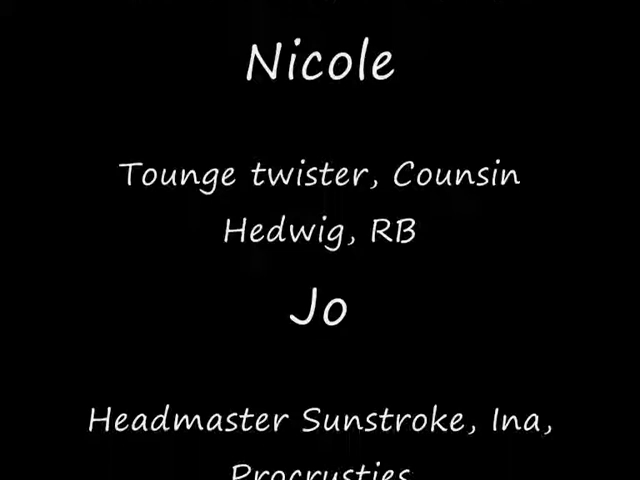 Nicole
Tounge twister, Counsin
Hedwig, RB
Jo
Headmaster Sunstroke, Ina,
Procrusties